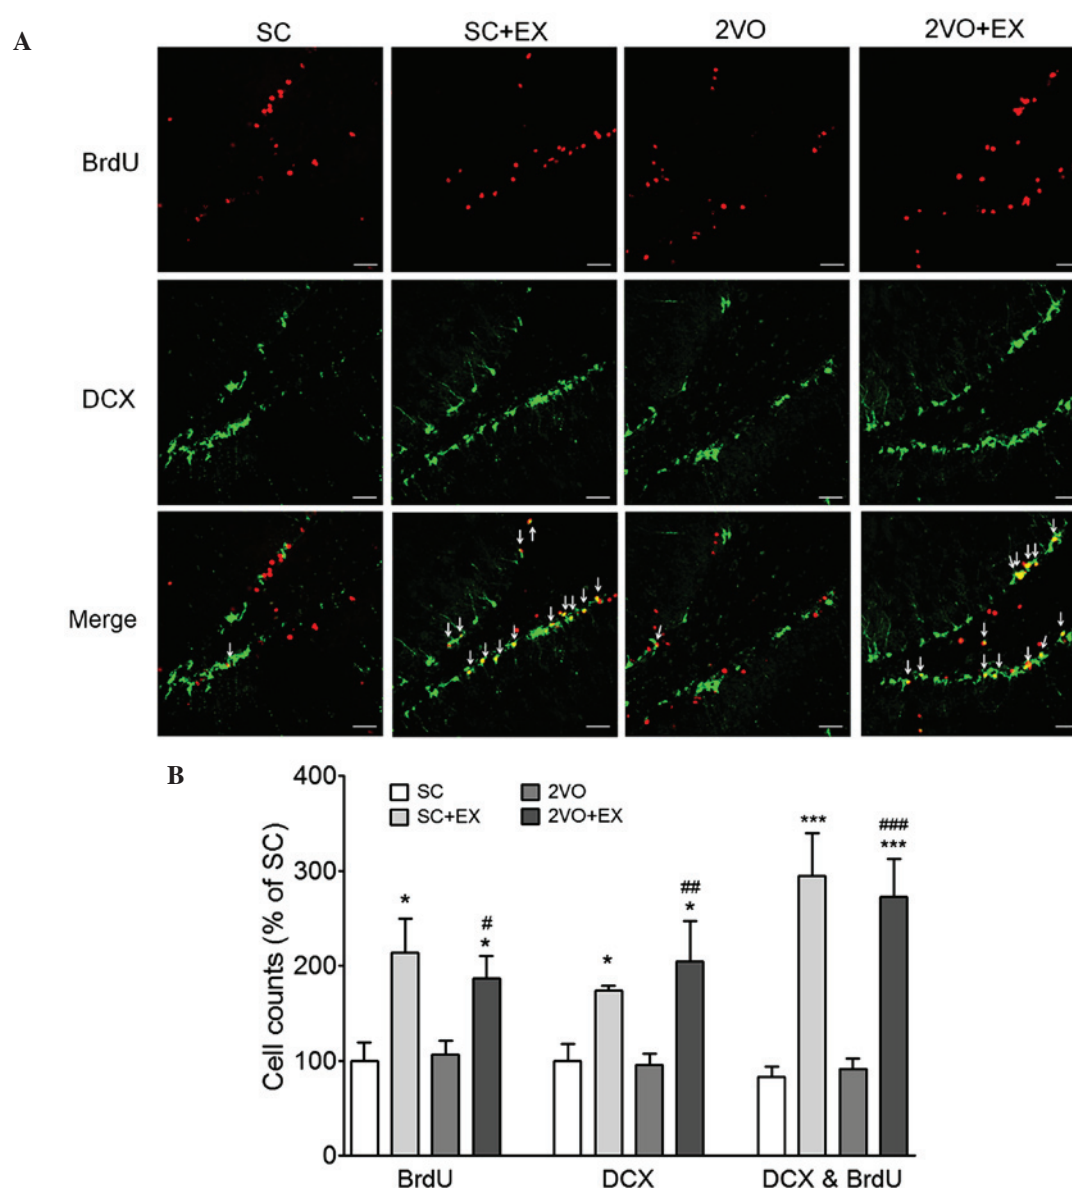 A
SC SC+EX 2VO 2VO+EX
BrdU
DCX
Merge
B
Cell counts (% of SC)
400
300
200
100
0
SC 2VO
SC+EX 2VO+EX
* # *
* ## *
*** ### ***
BrdU DCX DCX & BrdU